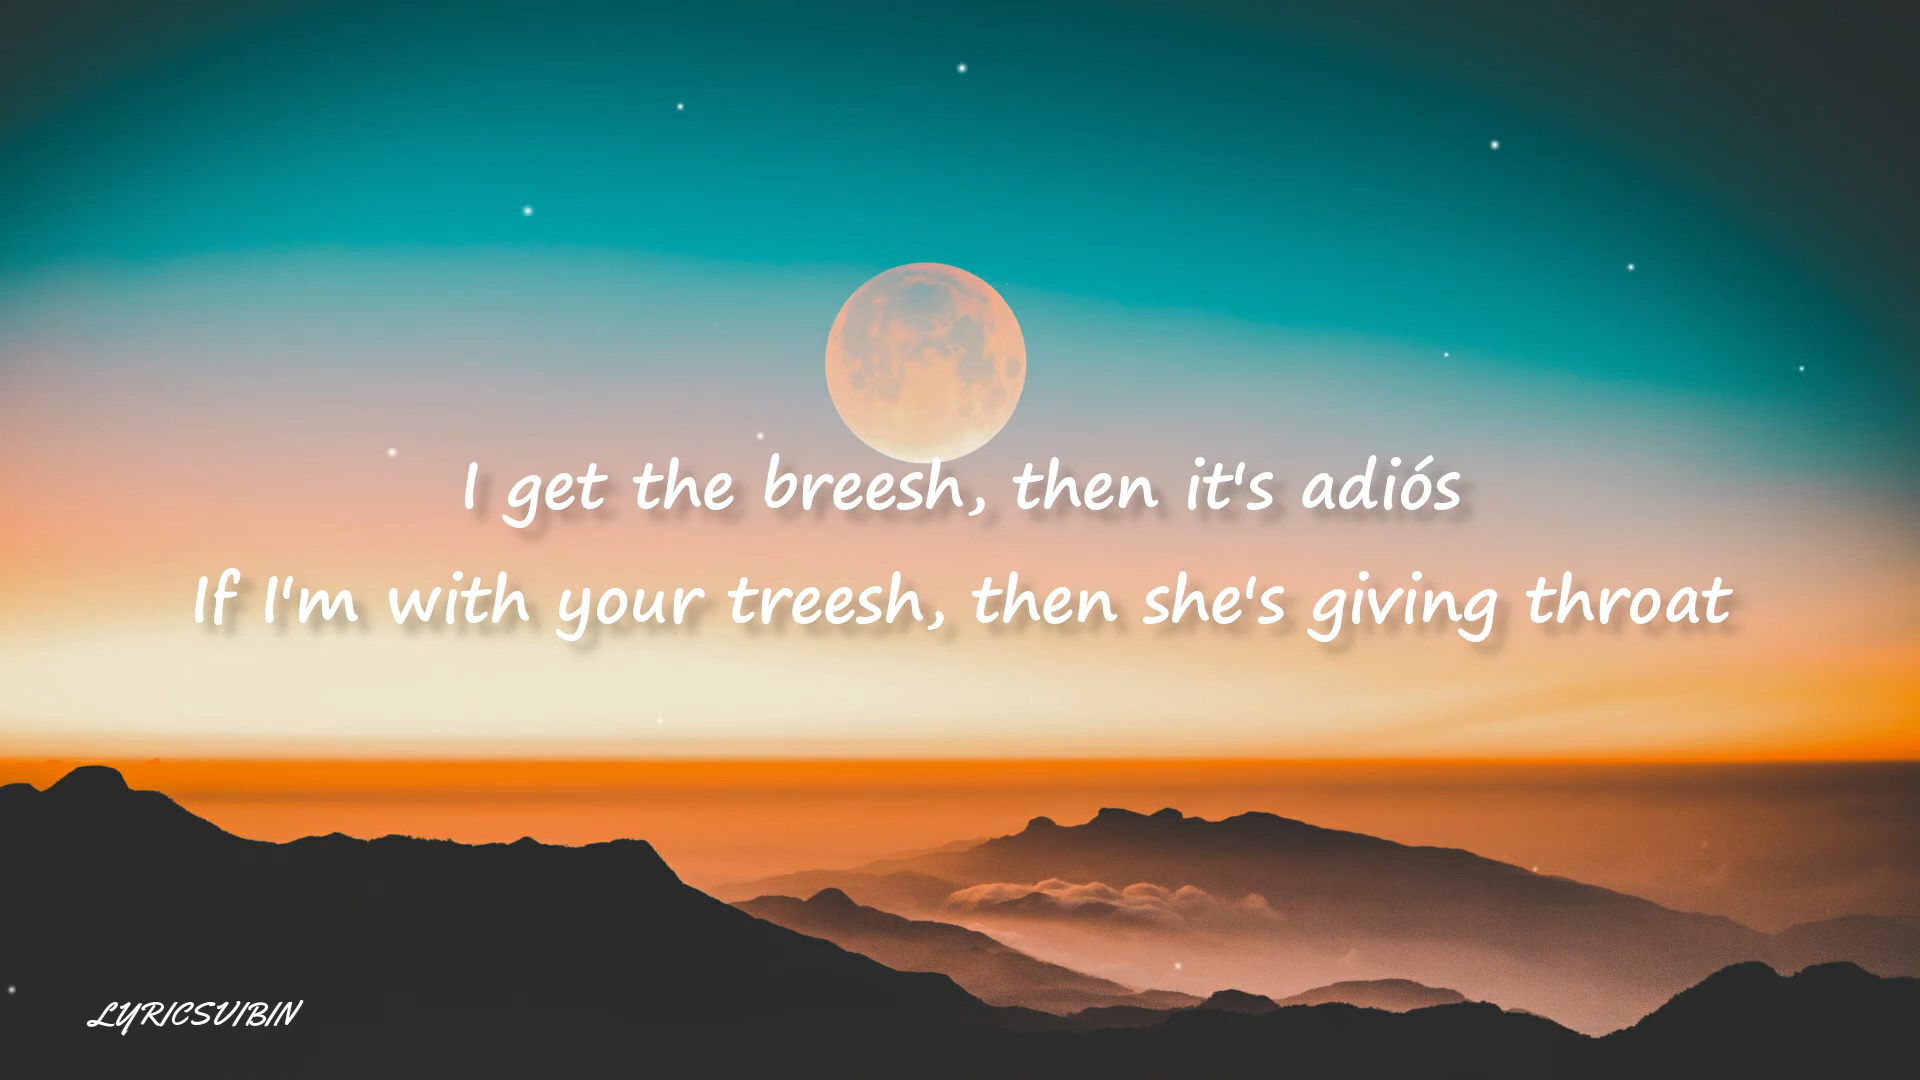 I get the breesh, then it's adiós
If I'm with your treesh, then she's giving throat
LYRICSVIBIN